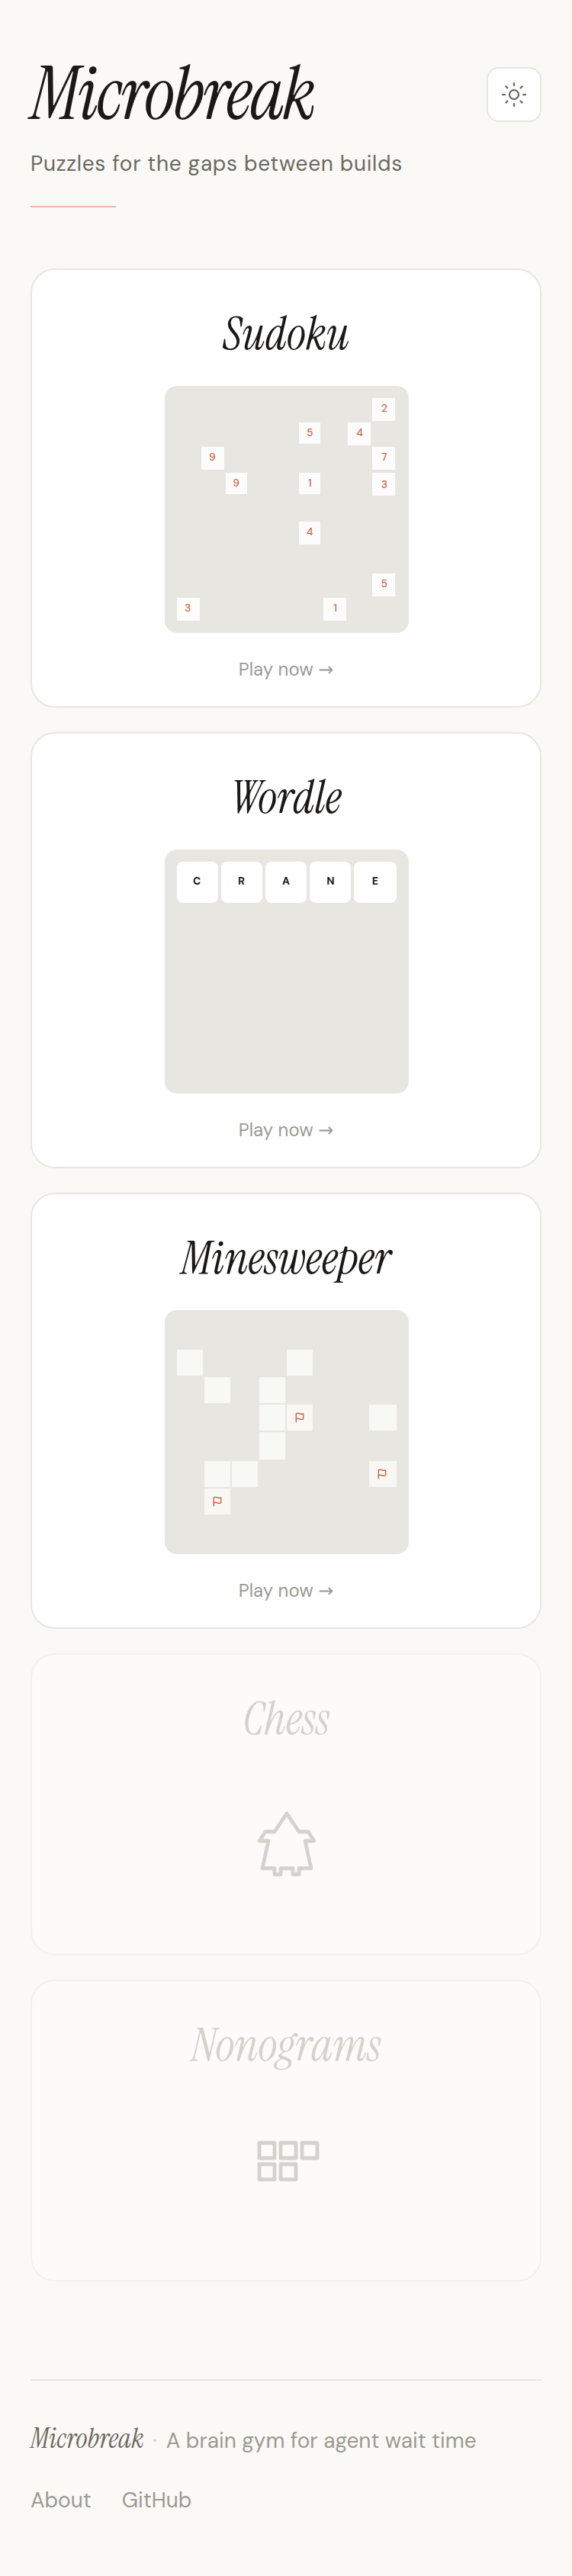 Microbreak
Puzzles for the gaps between builds
Sudoku
2
5 4
9 7
9 1 3
4
5
3 1
Play now →
Wordle
C R A N E
Play now →
Minesweeper
Play now →
Chess
Nonograms
Microbreak · A brain gym for agent wait time
About GitHub